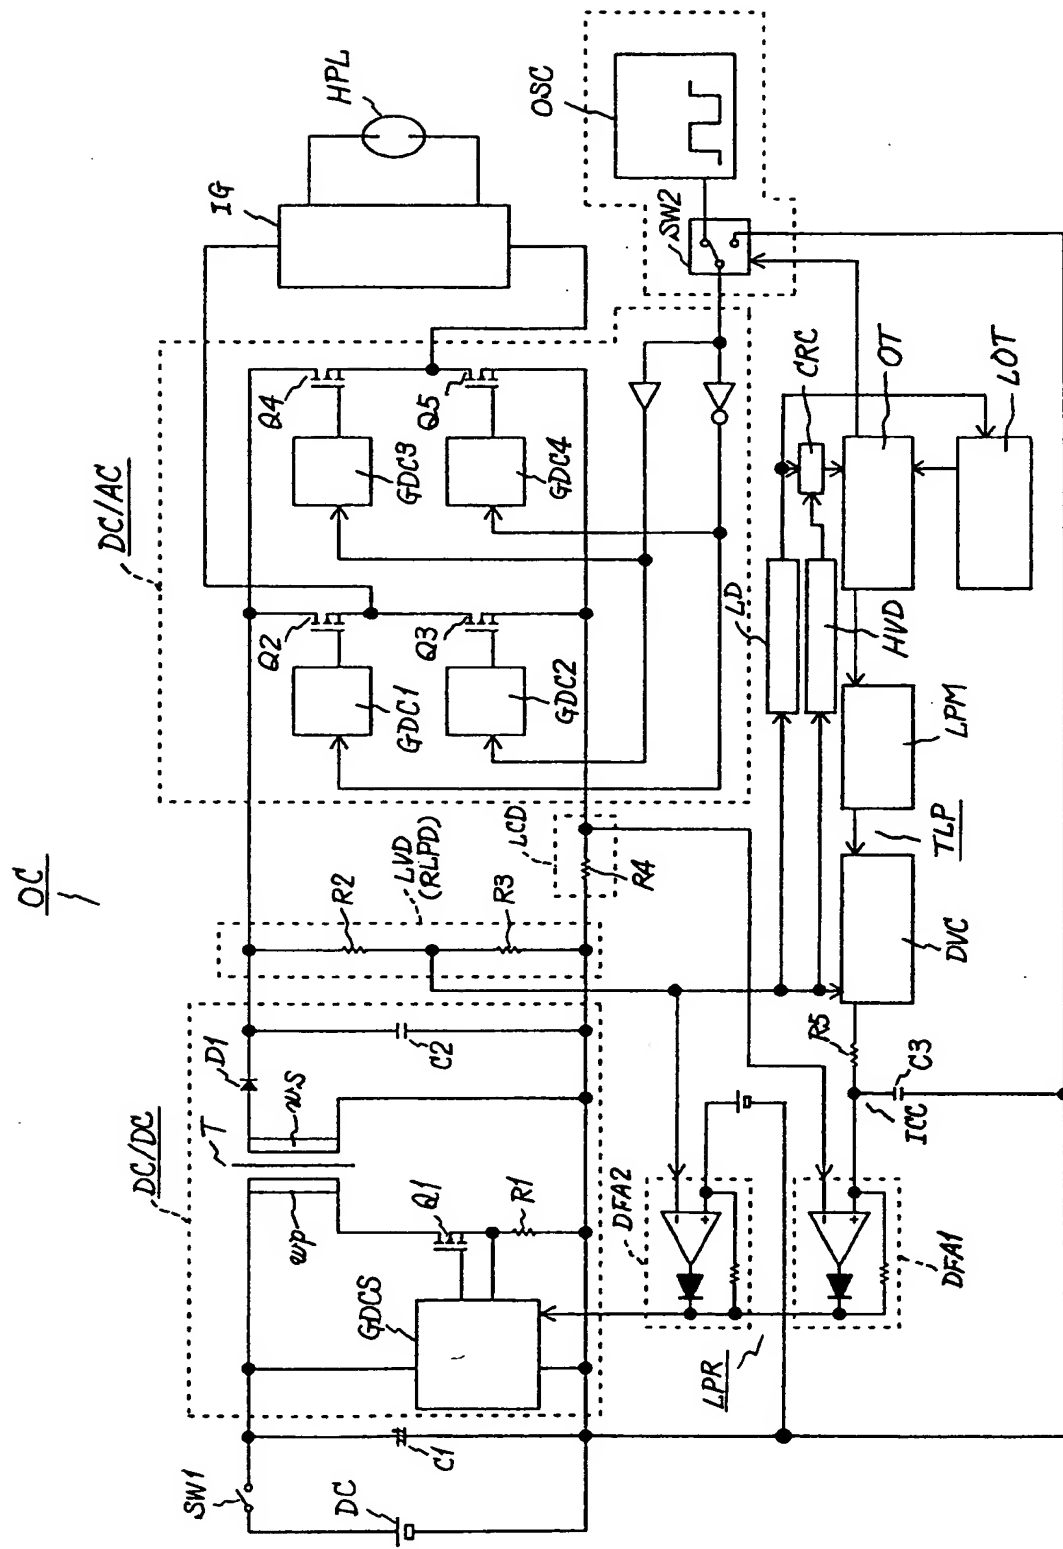 OC
DC/DC
DC/AC
SW1
DC
C1
T
wp
ws
D1
C2
GDCS
Q1
R1
LVD
(RLPD)
R2
R3
LCD
R4
Q2
GDC1
Q3
GDC2
Q4
GDC3
Q5
GDC4
IG
HPL
OSC
SW2
LPR
DFA2
-
+
DFA1
-
+
ICC
C3
R5
DVC
TLP
LPM
LD
HVD
CRC
OT
LOT